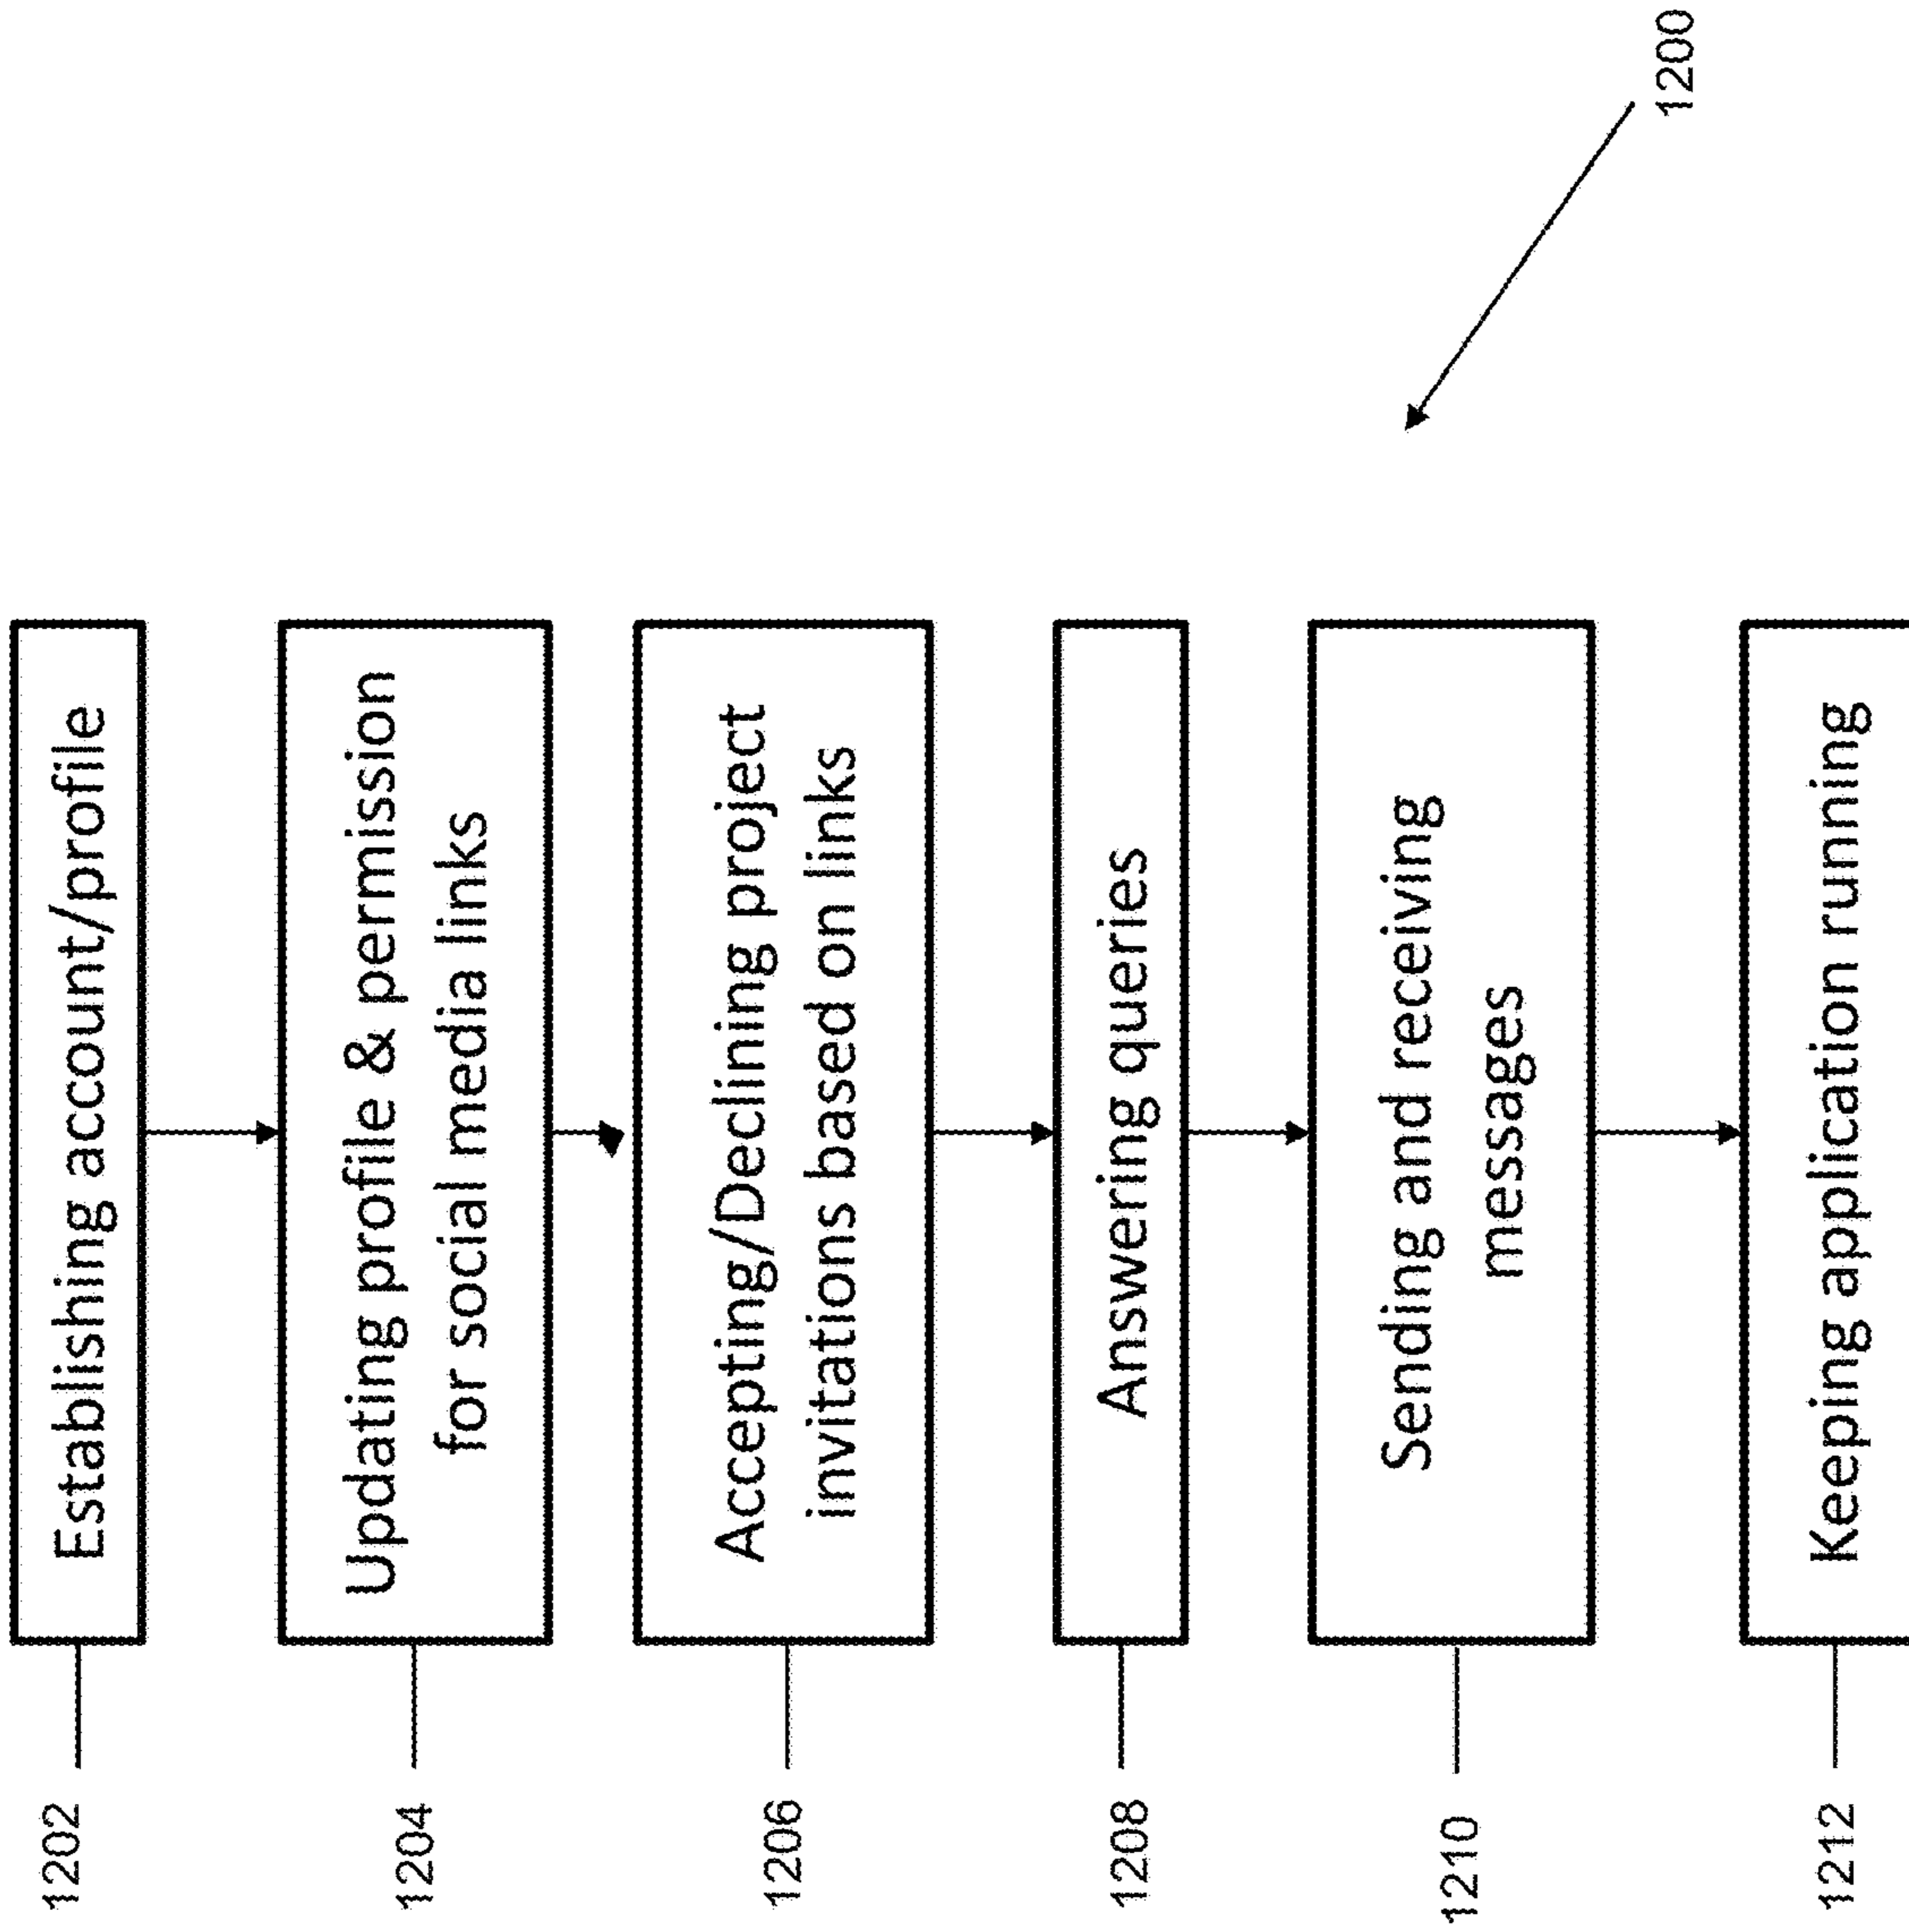 1202
Establishing account/profile
1204
Updating profile & permission
for social media links
1206
Accepting/Declining project
invitations based on links
1208
Answering queries
1210
Sending and receiving
messages
1212
Keeping application running
1200